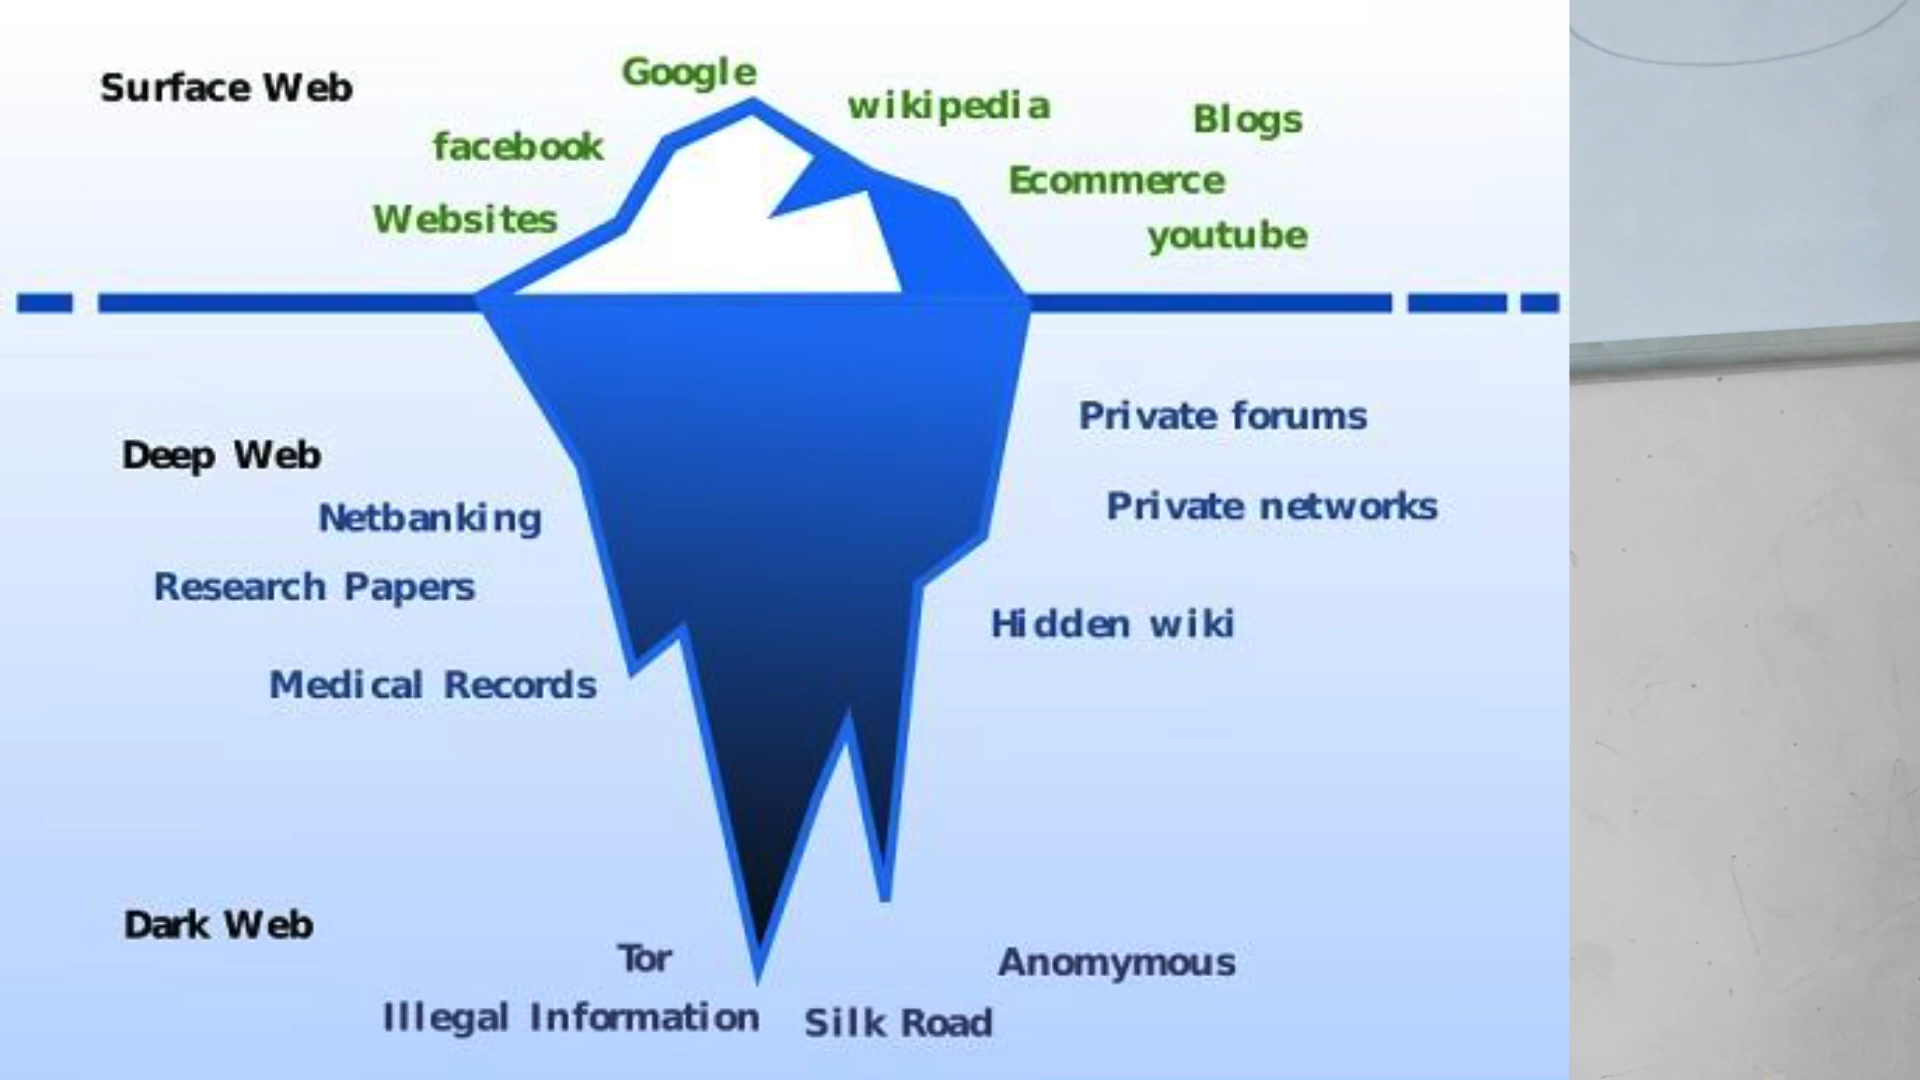 Surface Web
Google
wikipedia
Blogs
facebook
Ecommerce
Websites
youtube
Private forums
Deep Web
Private networks
Netbanking
Research Papers
Hidden wiki
Medical Records
Dark Web
Tor
Anomymous
Illegal Information
Silk Road